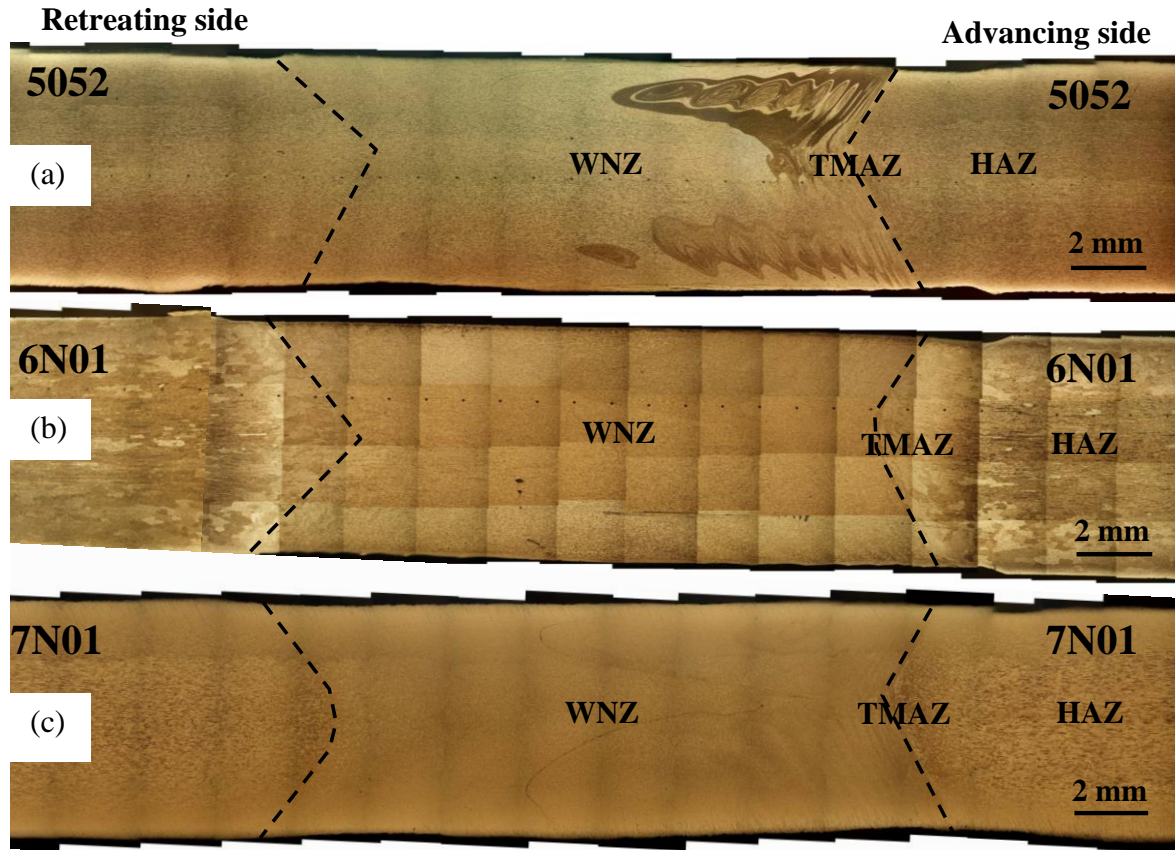 Retreating side
Advancing side
5052
5052
(a)
WNZ
TMAZ
HAZ
2 mm
6N01
6N01
(b)
WNZ
TMAZ
HAZ
2 mm
7N01
7N01
(c)
WNZ
TMAZ
HAZ
2 mm